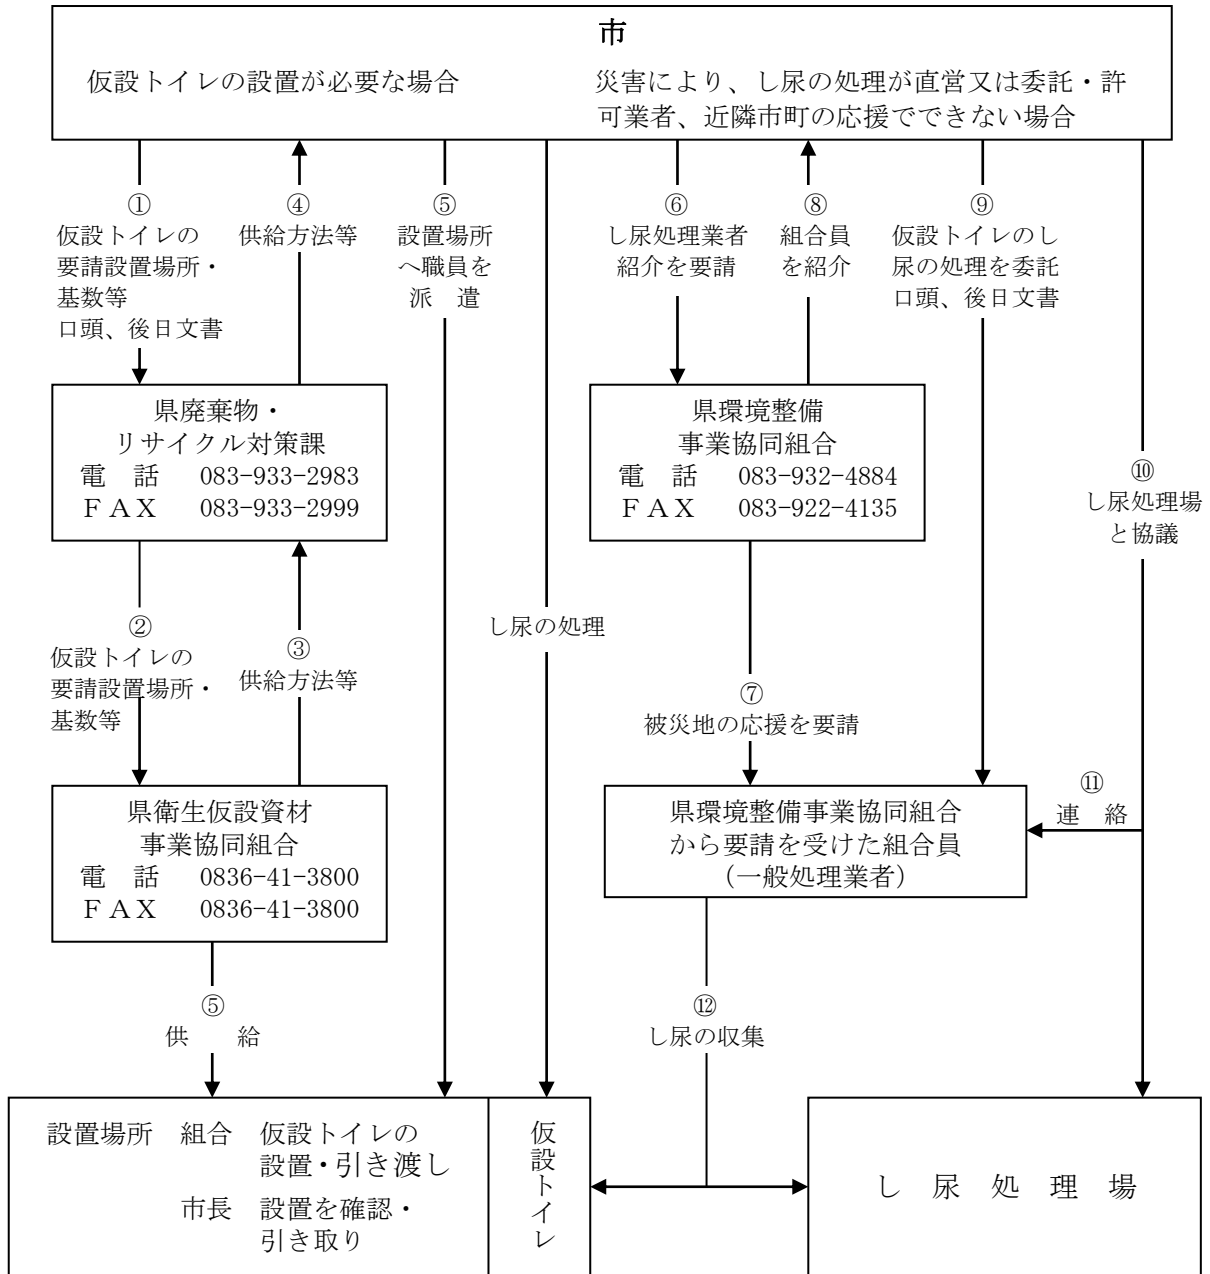 市
仮設トイレの設置が必要な場合
災害により、し尿の処理が直営又は委託・許
可業者、近隣市町の応援でできない場合
①
仮設トイレの
要請設置場所・
基数等
口頭、後日文書
④
供給方法等
⑤
設置場所
へ職員を
派　遣
⑥
し尿処理業者
紹介を要請
⑧
組合員
を紹介
⑨
仮設トイレのし
尿の処理を委託
口頭、後日文書
県廃棄物・
リサイクル対策課
電　話　083-933-2983
ＦＡＸ　083-933-2999
県環境整備
事業協同組合
電　話　083-932-4884
ＦＡＸ　083-922-4135
⑩
し尿処理場
と協議
②
仮設トイレの
要請設置場所・
基数等
③
供給方法等
し尿の処理
⑦
被災地の応援を要請
県衛生仮設資材
事業協同組合
電　話　0836-41-3800
ＦＡＸ　0836-41-3800
県環境整備事業協同組合
から要請を受けた組合員
（一般処理業者）
⑪
連　絡
⑤
供　　給
⑫
し尿の収集
設置場所　組合　仮設トイレの
設置・引き渡し
市長　設置を確認・
引き取り
仮設トイレ
し　尿　処　理　場